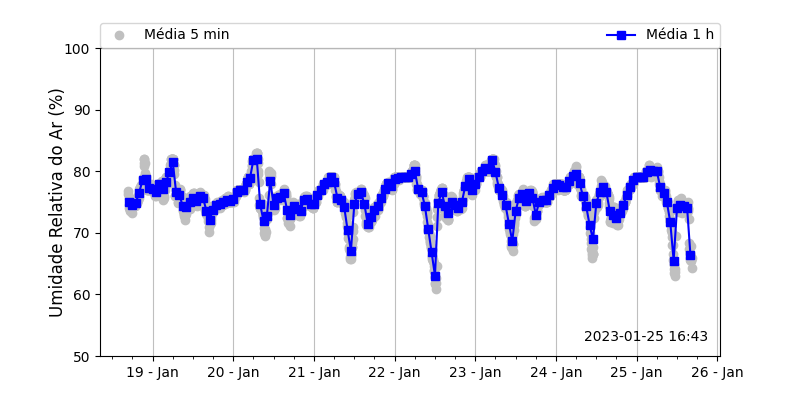 Média 5 min
Média 1 h
Umidade Relativa do Ar (%)
100
90
80
70
60
50
2023-01-25 16:43
19 - Jan
20 - Jan
21 - Jan
22 - Jan
23 - Jan
24 - Jan
25 - Jan
26 - Jan